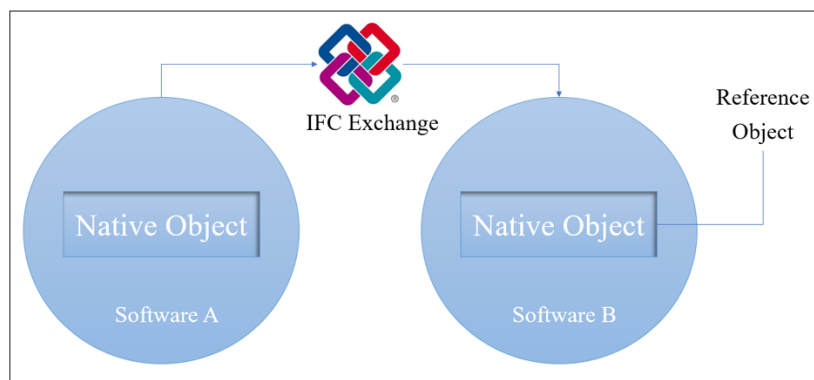 IFC Exchange
Reference
Object
Native Object
Software A
Native Object
Software B
®